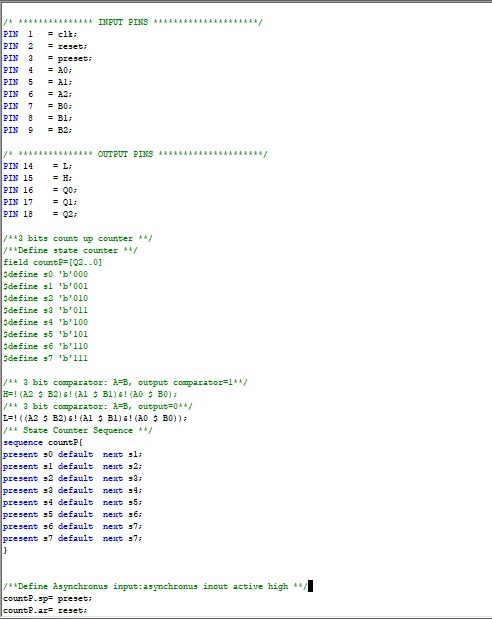 /* *************** INPUT PINS *********************/
PIN 1 = clk;
PIN 2 = reset;
PIN 3 = preset;
PIN 4 = A0;
PIN 5 = A1;
PIN 6 = A2;
PIN 7 = B0;
PIN 8 = B1;
PIN 9 = B2;
/* *************** OUTPUT PINS *********************/
PIN 14 = L;
PIN 15 = H;
PIN 16 = Q0;
PIN 17 = Q1;
PIN 18 = Q2;
/**3 bits count up counter **/
/**Define state counter **/
field countP=[Q2..0]
$define s0 'b'000
$define s1 'b'001
$define s2 'b'010
$define s3 'b'011
$define s4 'b'100
$define s5 'b'101
$define s6 'b'110
$define s7 'b'111
/** 3 bit comparator: A=B, output comparator=1**/
H=!(A2 $ B2)&!(A1 $ B1)&!(A0 $ B0);
/** 3 bit comparator: A=B, output=0**/
L=!((A2 $ B2)&!(A1 $ B1)&!(A0 $ B0));
/** State Counter Sequence **/
sequence countP{
present s0 default next s1;
present s1 default next s2;
present s2 default next s3;
present s3 default next s4;
present s4 default next s5;
present s5 default next s6;
present s6 default next s7;
present s7 default next s7;
}
/**Define Asynchronus input:asynchronus inout active high **/
countP.sp= preset;
countP.ar= reset;